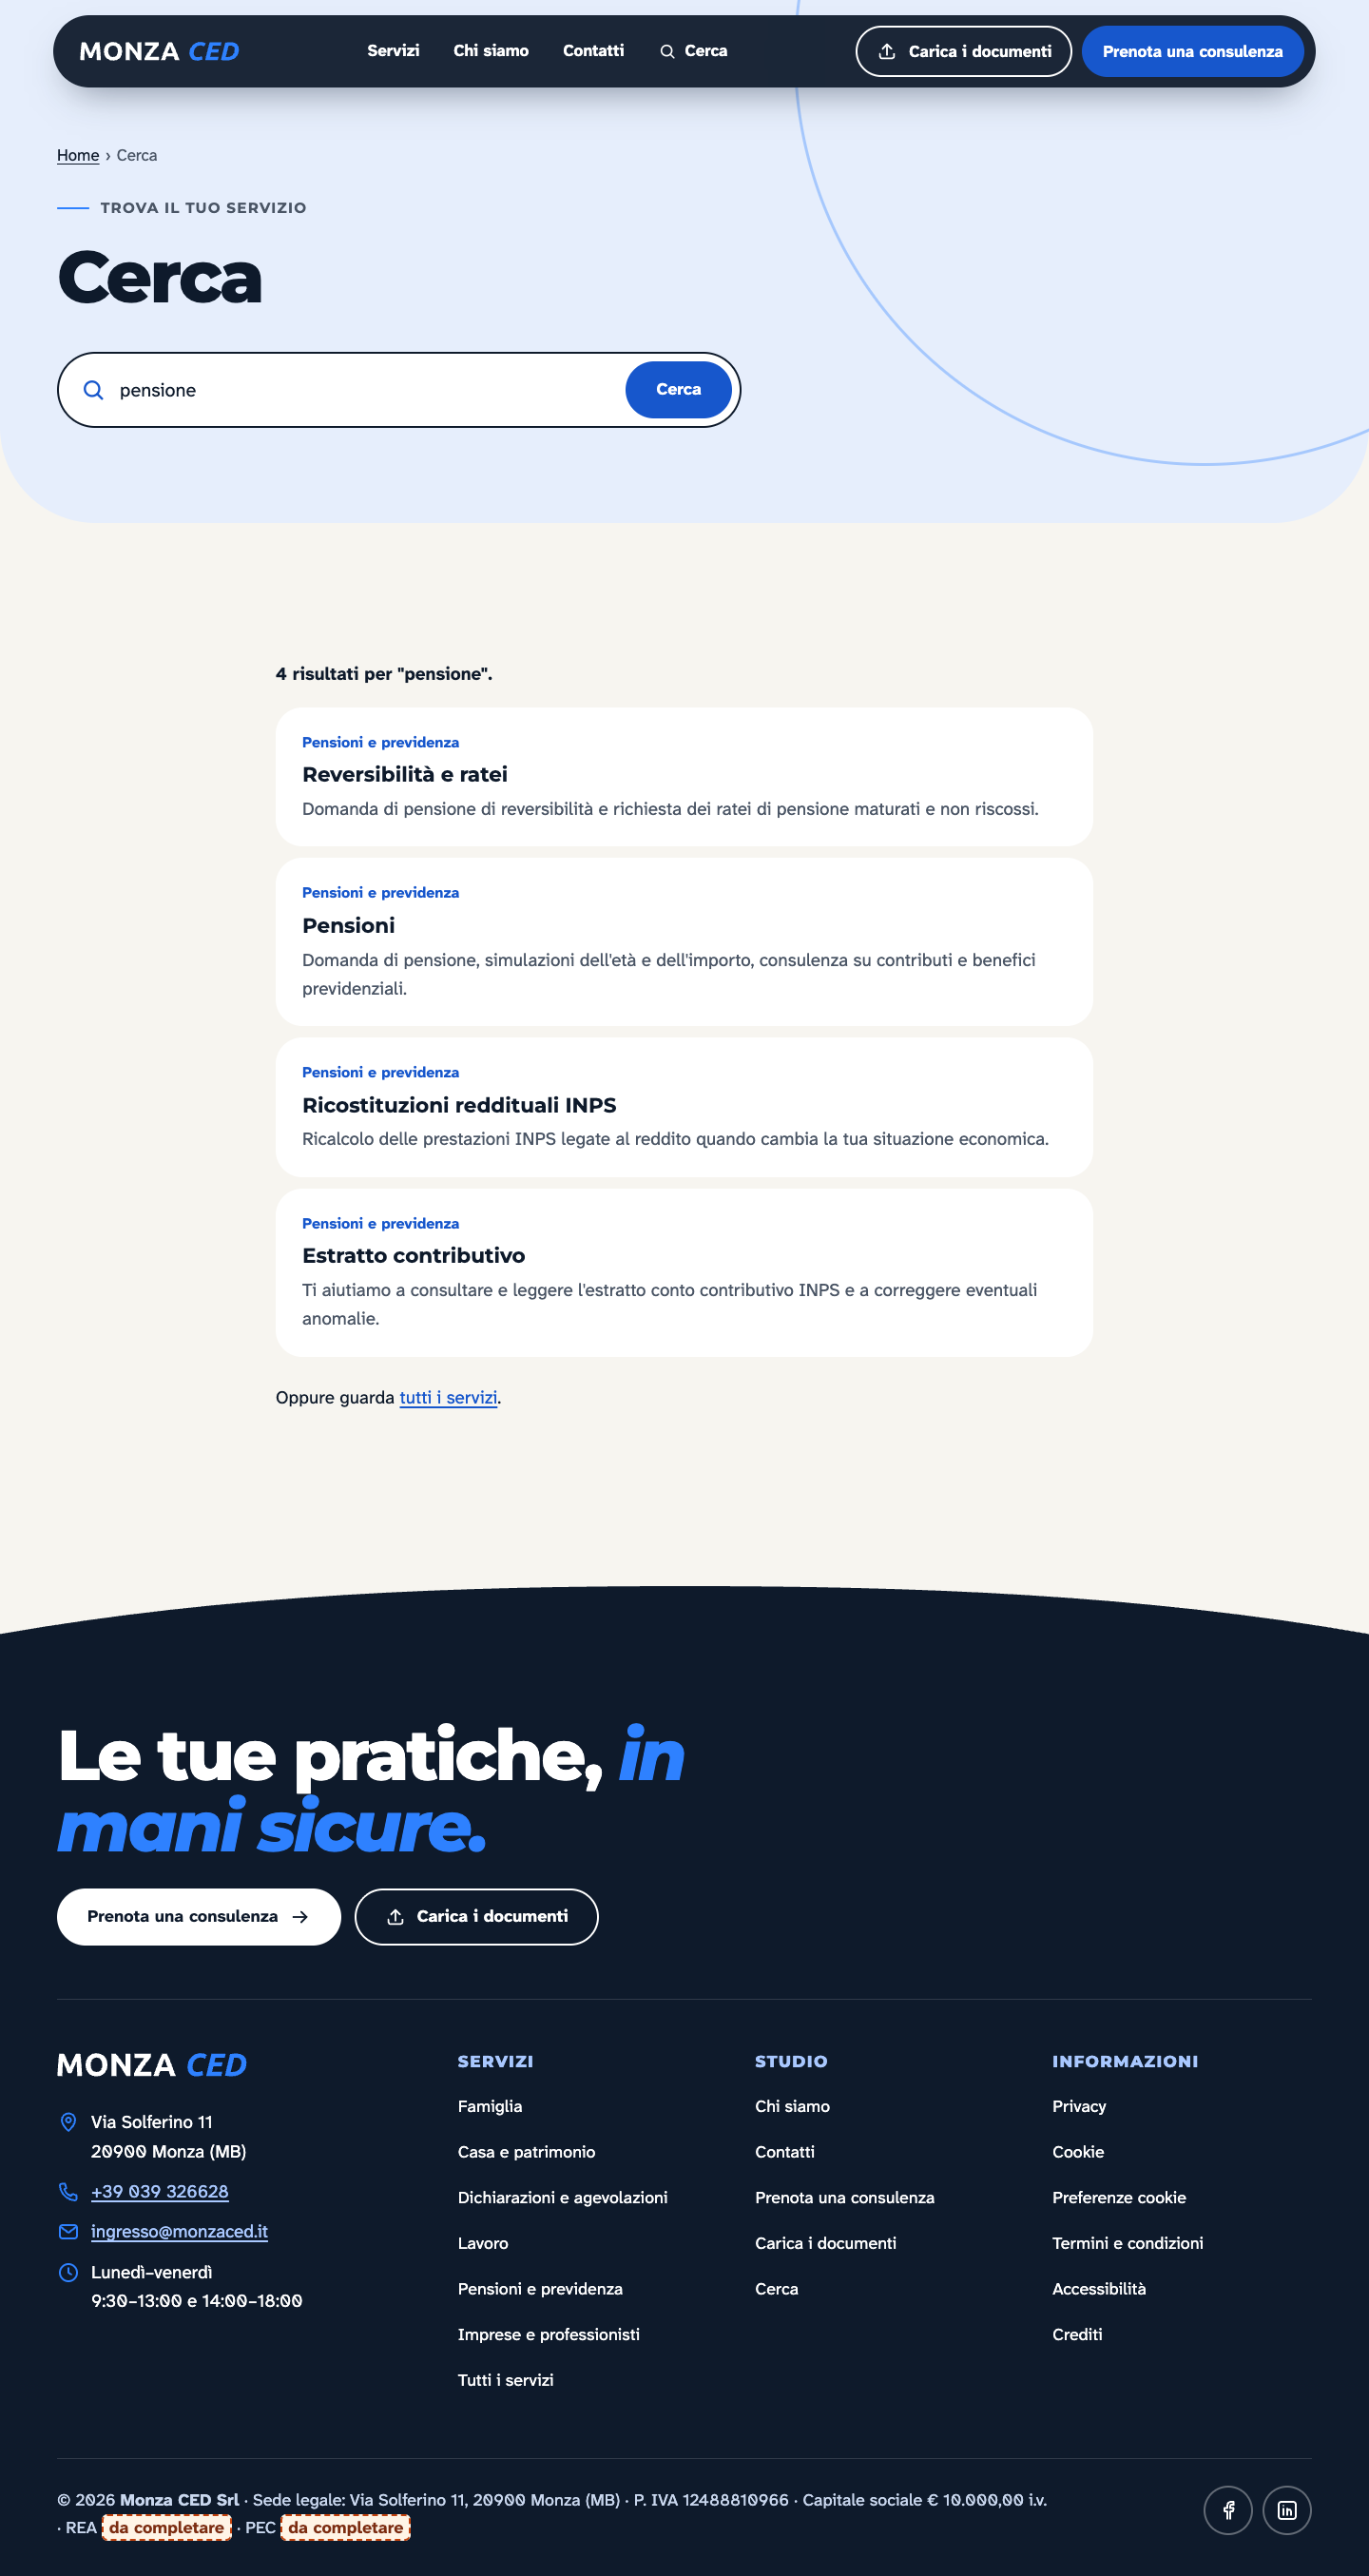 MONZA CED
Servizi
Chi siamo
Contatti
Cerca
Carica i documenti
Prenota una consulenza
Home › Cerca
TROVA IL TUO SERVIZIO
Cerca
pensione
Cerca
4 risultati per "pensione".
Pensioni e previdenza
Reversibilità e ratei
Domanda di pensione di reversibilità e richiesta dei ratei di pensione maturati e non riscossi.
Pensioni e previdenza
Pensioni
Domanda di pensione, simulazioni dell'età e dell'importo, consulenza su contributi e benefici
previdenziali.
Pensioni e previdenza
Ricostituzioni reddituali INPS
Ricalcolo delle prestazioni INPS legate al reddito quando cambia la tua situazione economica.
Pensioni e previdenza
Estratto contributivo
Ti aiutiamo a consultare e leggere l'estratto conto contributivo INPS e a correggere eventuali
anomalie.
Oppure guarda tutti i servizi.
Le tue pratiche, in
mani sicure.
Prenota una consulenza
Carica i documenti
MONZA CED
Via Solferino 11
20900 Monza (MB)
+39 039 326628
ingresso@monzaced.it
Lunedì–venerdì
9:30–13:00 e 14:00–18:00
SERVIZI
Famiglia
Casa e patrimonio
Dichiarazioni e agevolazioni
Lavoro
Pensioni e previdenza
Imprese e professionisti
Tutti i servizi
STUDIO
Chi siamo
Contatti
Prenota una consulenza
Carica i documenti
Cerca
INFORMAZIONI
Privacy
Cookie
Preferenze cookie
Termini e condizioni
Accessibilità
Crediti
© 2026 Monza CED Srl · Sede legale: Via Solferino 11, 20900 Monza (MB) · P. IVA 12488810966 · Capitale sociale € 10.000,00 i.v.
· REA da completare · PEC da completare